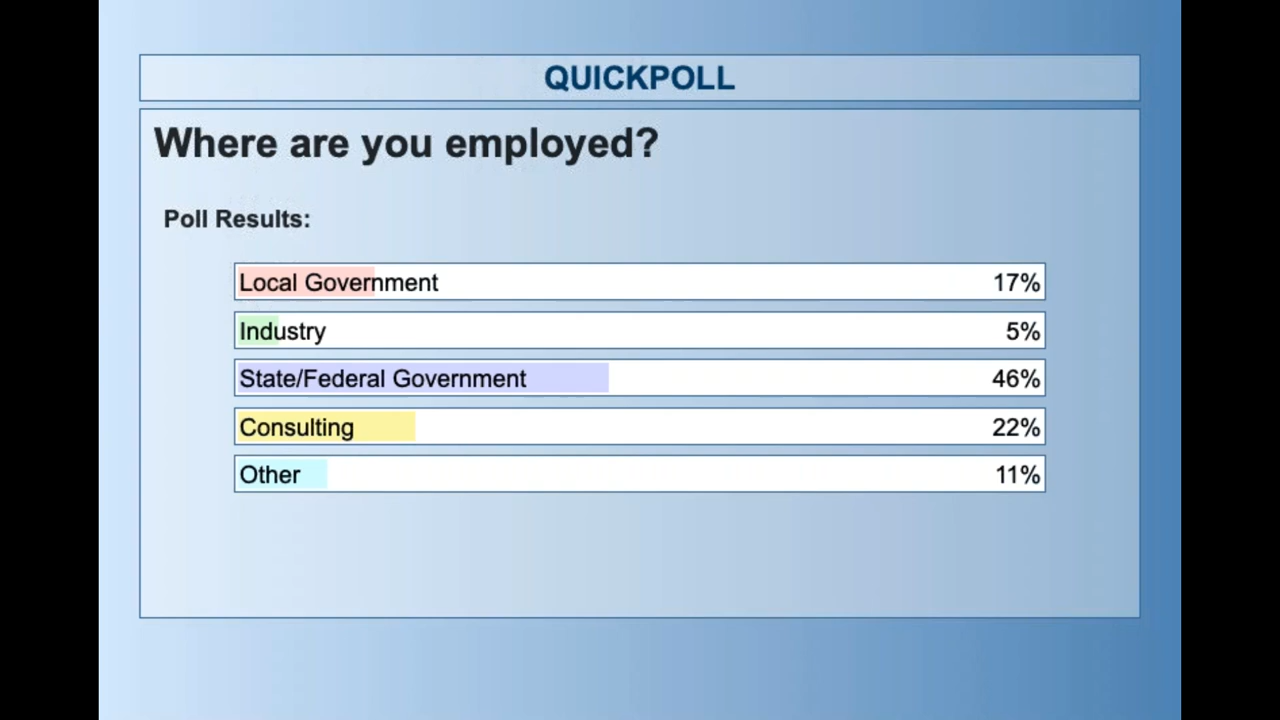 QUICKPOLL
Where are you employed?
Poll Results:
Local Government 17%
Industry 5%
State/Federal Government 46%
Consulting 22%
Other 11%